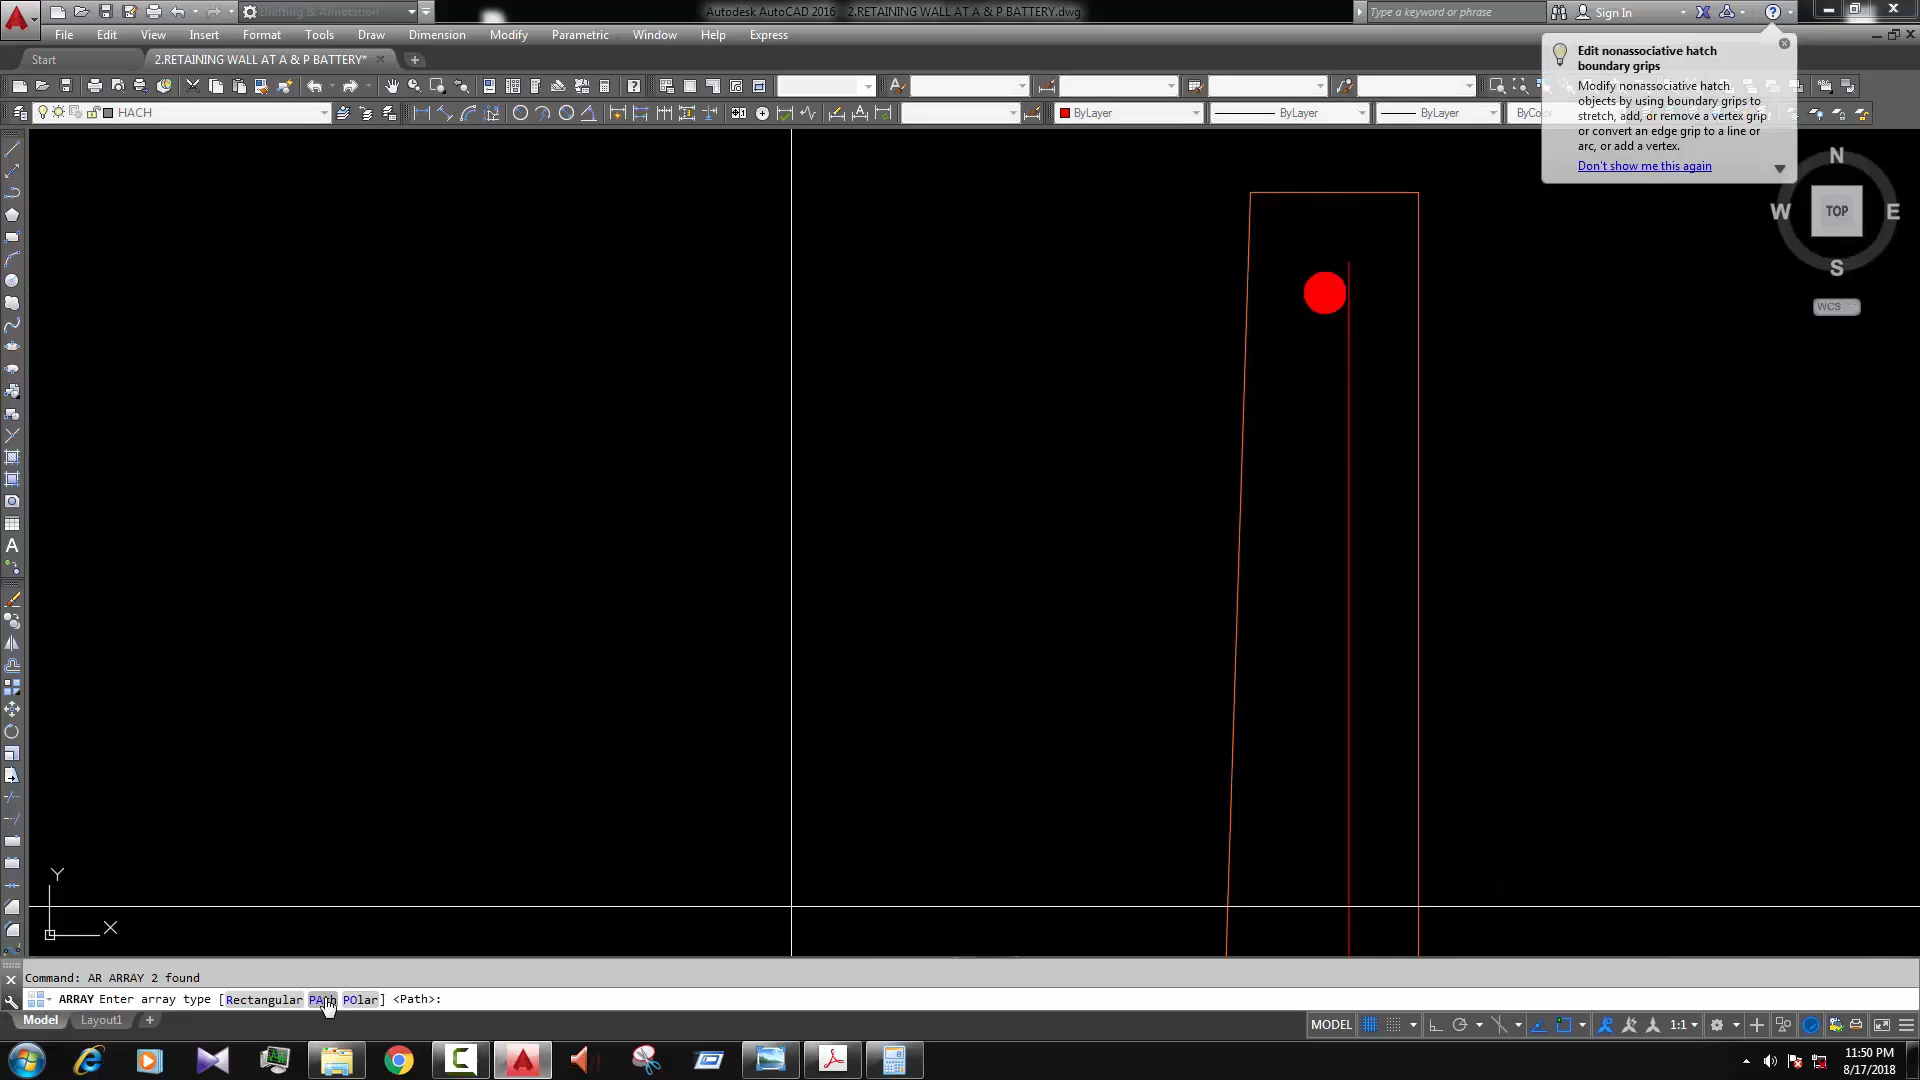 Drafting & Annotation
Autodesk AutoCAD 2016 - 2.RETAINING WALL AT A & P BATTERY.dwg
Type a keyword or phrase
Sign In
File Edit View Insert Format Tools Draw Dimension Modify Parametric Window Help Express
Start
2.RETAINING WALL AT A & P BATTERY*
HACH
ByLayer
ByLayer
ByLayer
ByColor
Edit nonassociative hatch
boundary grips
Modify nonassociative hatch
objects by using boundary grips to
stretch, add, or remove a vertex grip
or convert an edge grip to a line or
arc, or add a vertex.
Don't show me this again
N
W
TOP
E
S
WCS
A
Y
X
Command: AR ARRAY 2 found
ARRAY Enter array type [Rectangular PAth POlar] <Path>:
Model
Layout1
MODEL
1:1
11:50 PM
8/17/2018